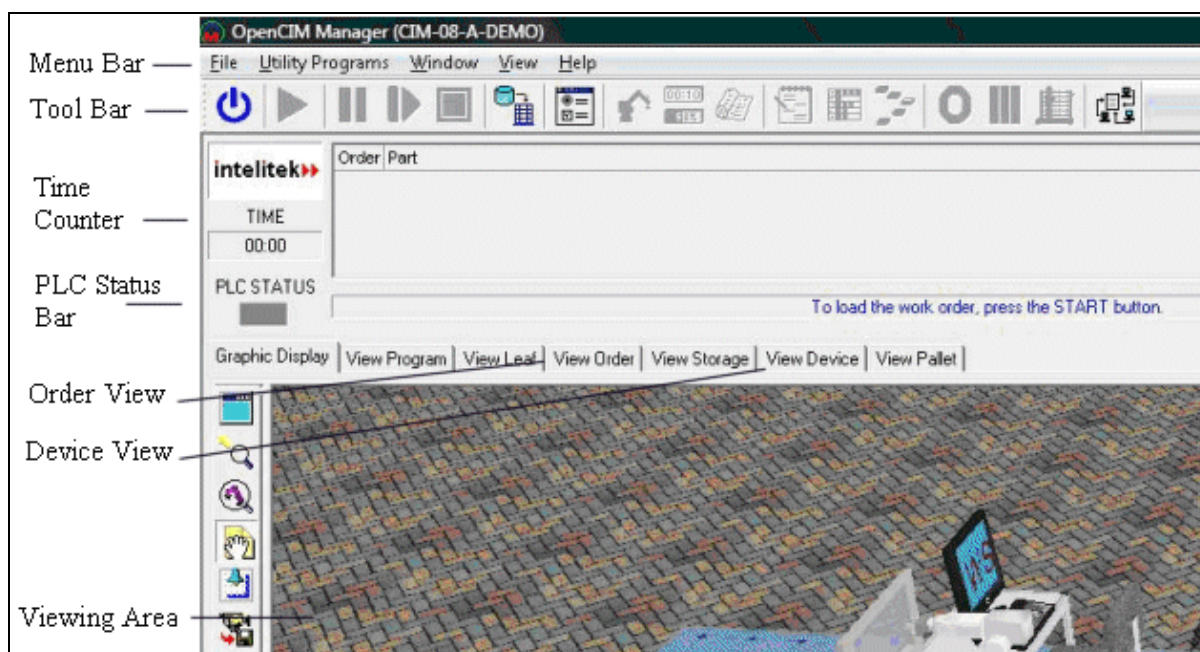 OpenCIM Manager (CIM-08-A-DEMO)
Menu Bar
File Utility Programs Window View Help
Tool Bar
00:10
intelitek
Order Part
Time
Counter
TIME
00:00
PLC Status
Bar
PLC STATUS
To load the work order, press the START button.
Graphic Display View Program View Leaf View Order View Storage View Device View Pallet
Order View
Device View
Viewing Area